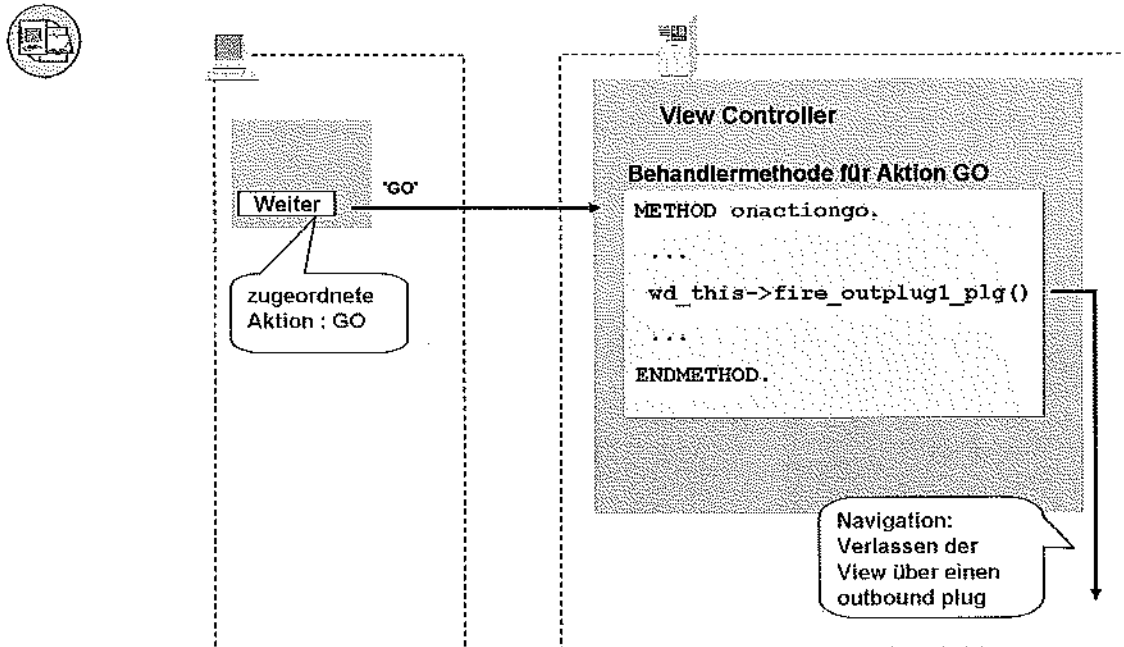 View Controller
Behandlermethode für Aktion GO
'GO'
Weiter
METHOD onactiongo.
...
wd_this->fire_outplug1_plg()
...
ENDMETHOD.
zugeordnete
Aktion : GO
Navigation:
Verlassen der
View über einen
outbound plug